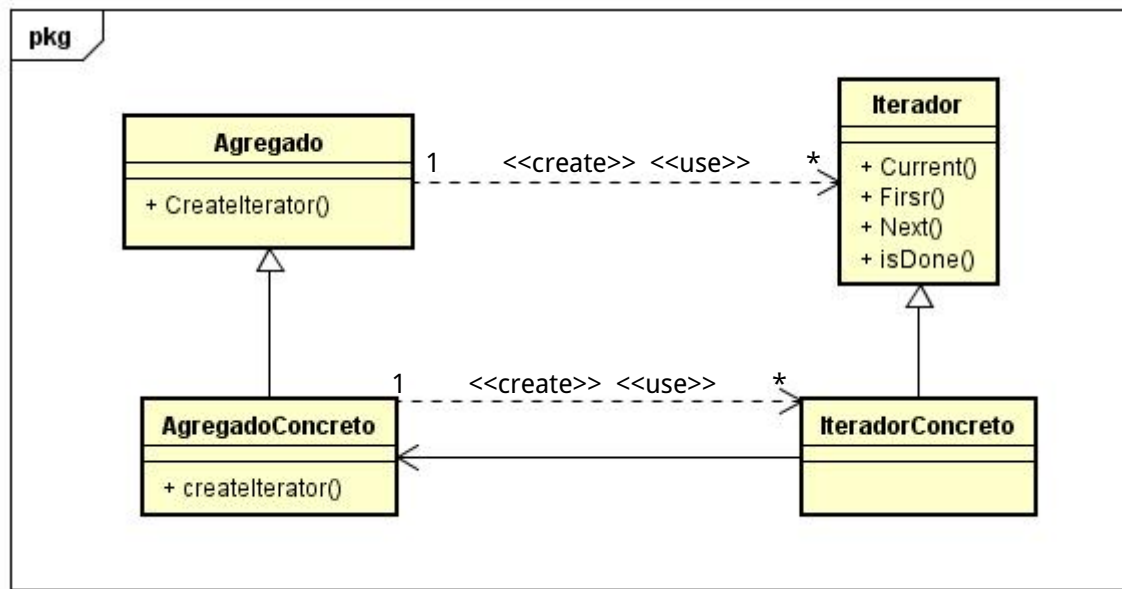 pkg
Agregado
+ CreateIterator()
1 <<create>> <<use>> *
Iterador
+ Current()
+ Firsr()
+ Next()
+ isDone()
1 <<create>> <<use>> *
AgregadoConcreto
+ createIterator()
IteradorConcreto